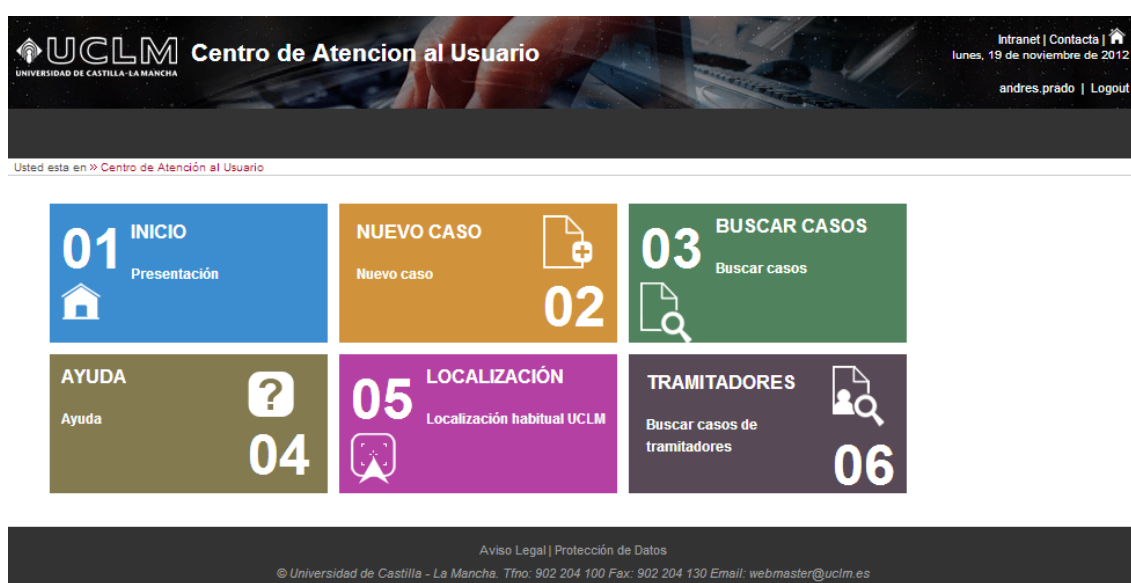 UCLM
UNIVERSIDAD DE CASTILLA-LA MANCHA
Centro de Atencion al Usuario
Intranet | Contacta |
lunes, 19 de noviembre de 2012
andres.prado | Logout
Usted esta en » Centro de Atención al Usuario
01
INICIO
Presentación
NUEVO CASO
Nuevo caso
02
03
BUSCAR CASOS
Buscar casos
AYUDA
Ayuda
?
04
05
LOCALIZACIÓN
Localización habitual UCLM
TRAMITADORES
Buscar casos de
tramitadores
06
Aviso Legal | Protección de Datos
© Universidad de Castilla - La Mancha. Tfno: 902 204 100 Fax: 902 204 130 Email: webmaster@uclm.es